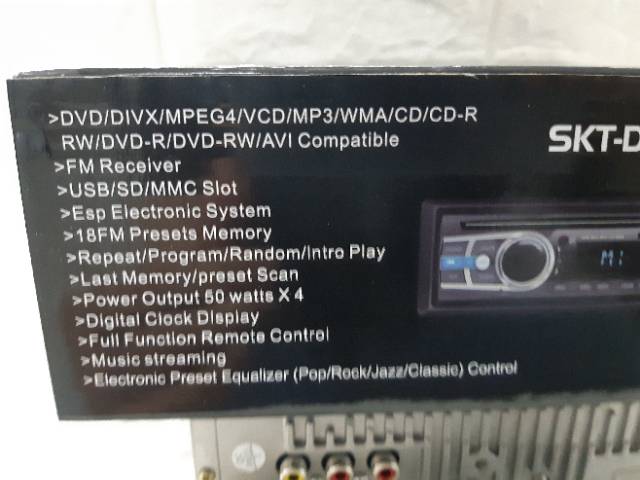 >DVD/DIVX/MPEG4/VCD/MP3/WMA/CD/CD-R
RW/DVD-R/DVD-RW/AVI Compatible
>FM Receiver
>USB/SD/MMC Slot
>Esp Electronic System
>18FM Presets Memory
>Repeat/Program/Random/Intro Play
>Last Memory/preset Scan
>Power Output 50 watts X 4
>Digital Clock Display
>Full Function Remote Control
>Music streaming
>Electronic Preset Equalizer (Pop/Rock/Jazz/Classic) Control
SKT-D
M1